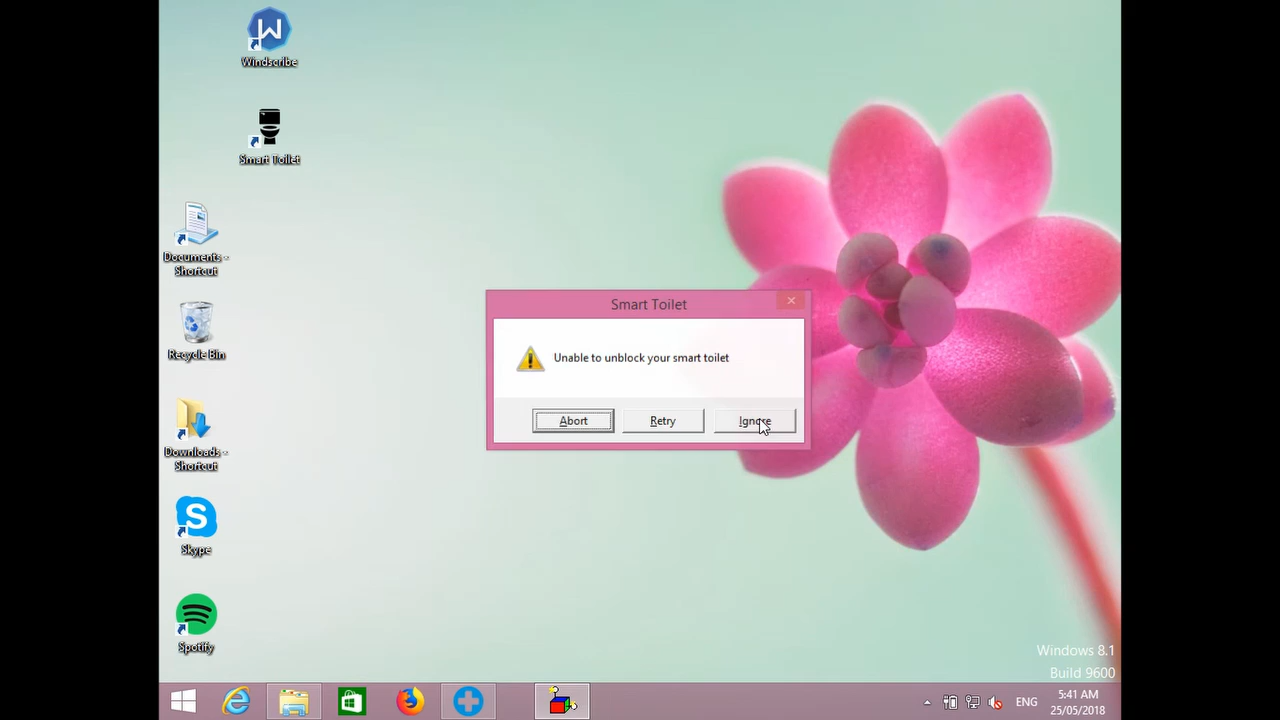 Windscribe
Smart Toilet
Documents -
Shortcut
Recycle Bin
Downloads -
Shortcut
Skype
Spotify
Smart Toilet
Unable to unblock your smart toilet
Abort
Retry
Ignore
Windows 8.1
Build 9600
ENG
5:41 AM
25/05/2018